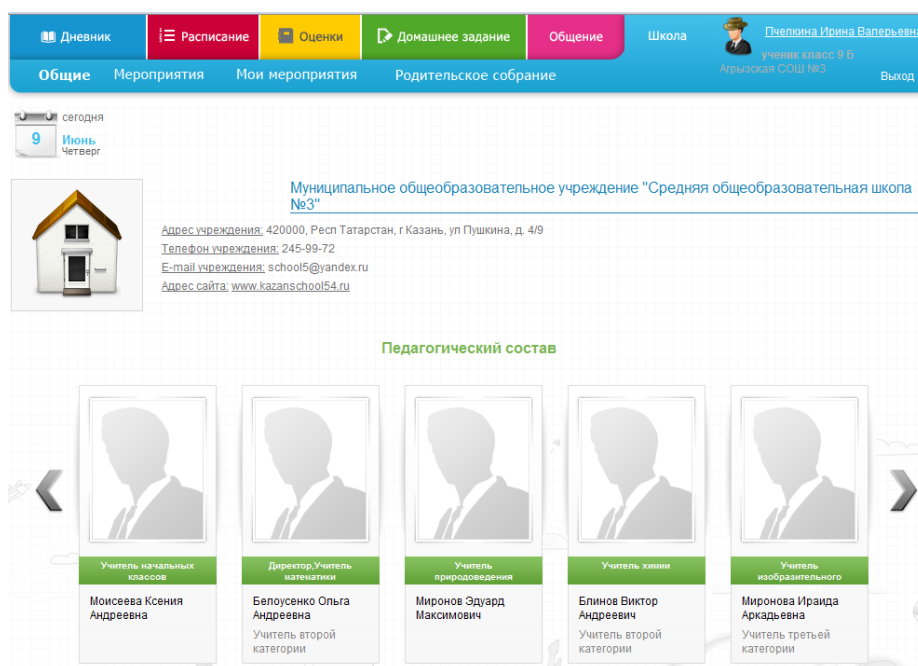 Дневник
Расписание
Оценки
Домашнее задание
Общение
Школа
Пчелкина Ирина Валерьевна
ученик класс 9 Б
Агрызская СОШ №3
Выход
Общие
Мероприятия
Мои мероприятия
Родительское собрание
сегодня
9
Июнь
Четверг
Муниципальное общеобразовательное учреждение "Средняя общеобразовательная школа
№3"
Адрес учреждения: 420000, Респ Татарстан, г Казань, ул Пушкина, д. 4/9
Телефон учреждения: 245-99-72
E-mail учреждения: school5@yandex.ru
Адрес сайта: www.kazanschool54.ru
Педагогический состав
Учитель начальных
классов
Моисеева Ксения
Андреевна
Директор,Учитель
математики
Белоусенко Ольга
Андреевна
Учитель второй
категории
Учитель
природоведения
Миронов Эдуард
Максимович
Учитель химии
Блинов Виктор
Андреевич
Учитель второй
категории
Учитель
изобразительного
Миронова Ираида
Аркадьевна
Учитель третьей
категории